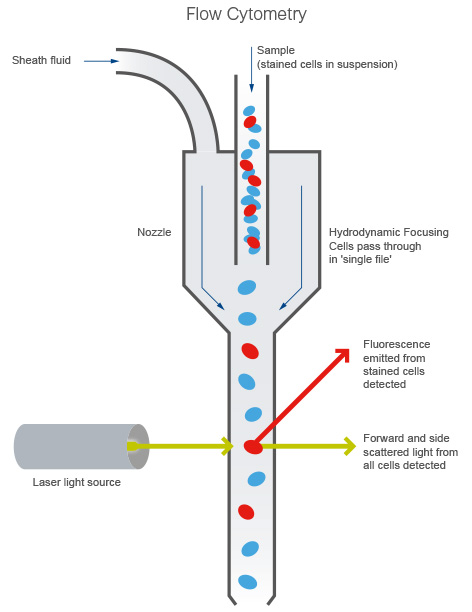 Flow Cytometry
Sheath fluid
Sample
(stained cells in suspension)
Nozzle
Hydrodynamic Focusing
Cells pass through
in 'single file'
Fluorescence
emitted from
stained cells
detected
Forward and side
scattered light from
all cells detected
Laser light source